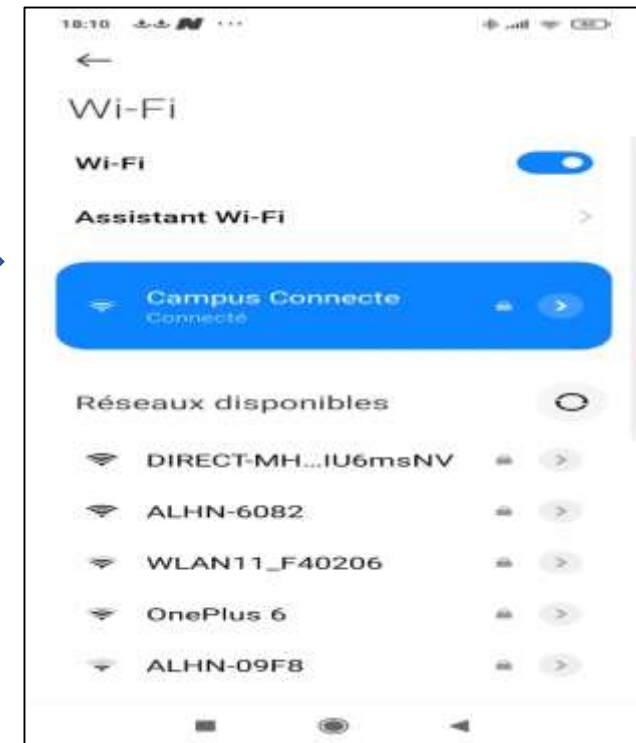 18:10 ...
Wi-Fi
Wi-Fi
Assistant Wi-Fi
Campus Connecte
Connecté
Réseaux disponibles
DIRECT-MH...IU6msNV
ALHN-6082
WLAN11_F40206
OnePlus 6
ALHN-09F8